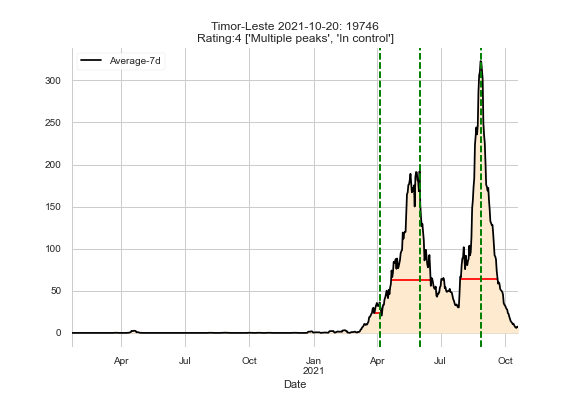 Timor-Leste 2021-10-20: 19746
Rating:4 ['Multiple peaks', 'In control']
Average-7d
300
250
200
150
100
50
0
Apr Jul Oct Jan Apr Jul Oct
2021
Date